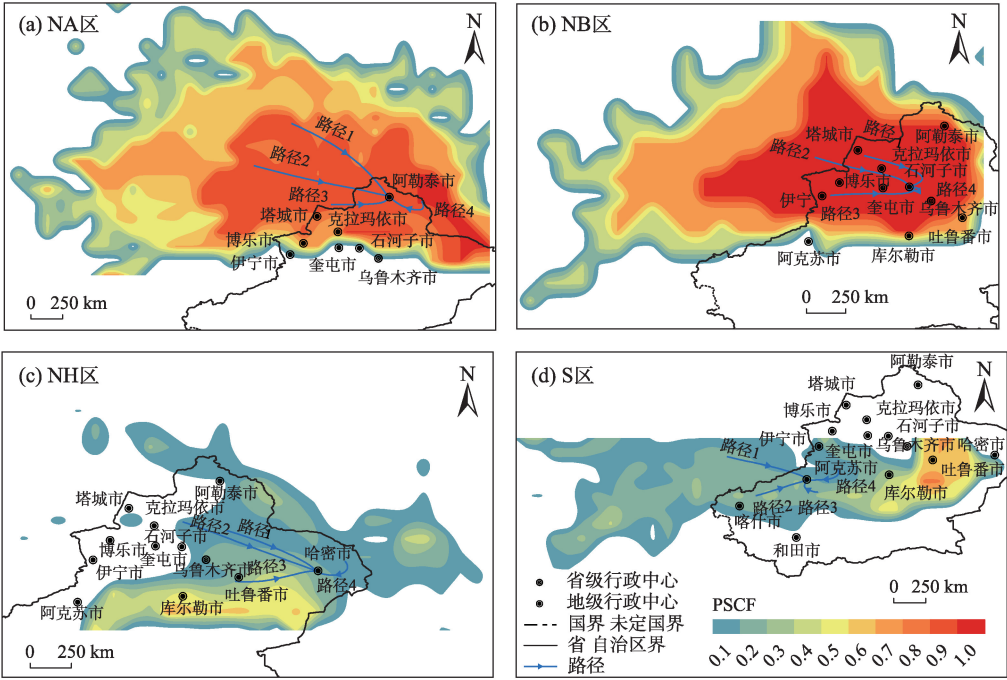 (a) NA区
N
路径1
路径2
路径3
阿勒泰市
路径4
塔城市
克拉玛依市
博乐市
石河子市
伊宁市
奎屯市
乌鲁木齐市
0 250 km
(b) NB区
N
塔城市
路径
阿勒泰市
路径2
克拉玛依市
石河子市
博乐市
路径4
伊宁
路径3
奎屯市
乌鲁木齐市
吐鲁番市
阿克苏市
库尔勒市
0 250 km
(c) NH区
N
塔城市
阿勒泰市
克拉玛依市
路径2
路径1
石河子市
博乐市
哈密市
奎屯市
乌鲁木齐市
路径3
伊宁市
路径4
吐鲁番市
阿克苏市
库尔勒市
0 250 km
(d) S区
N
阿勒泰市
塔城市
博乐市
克拉玛依市
石河子市
伊宁市
奎屯市
乌鲁木齐市
哈密市
路径1
阿克苏市
吐鲁番市
路径4
库尔勒市
路径2
路径3
喀什市
和田市
省级行政中心
地级行政中心
国界 未定国界
省 自治区界
路径
0 250 km
PSCF
0.1 0.2 0.3 0.4 0.5 0.6 0.7 0.8 0.9 1.0